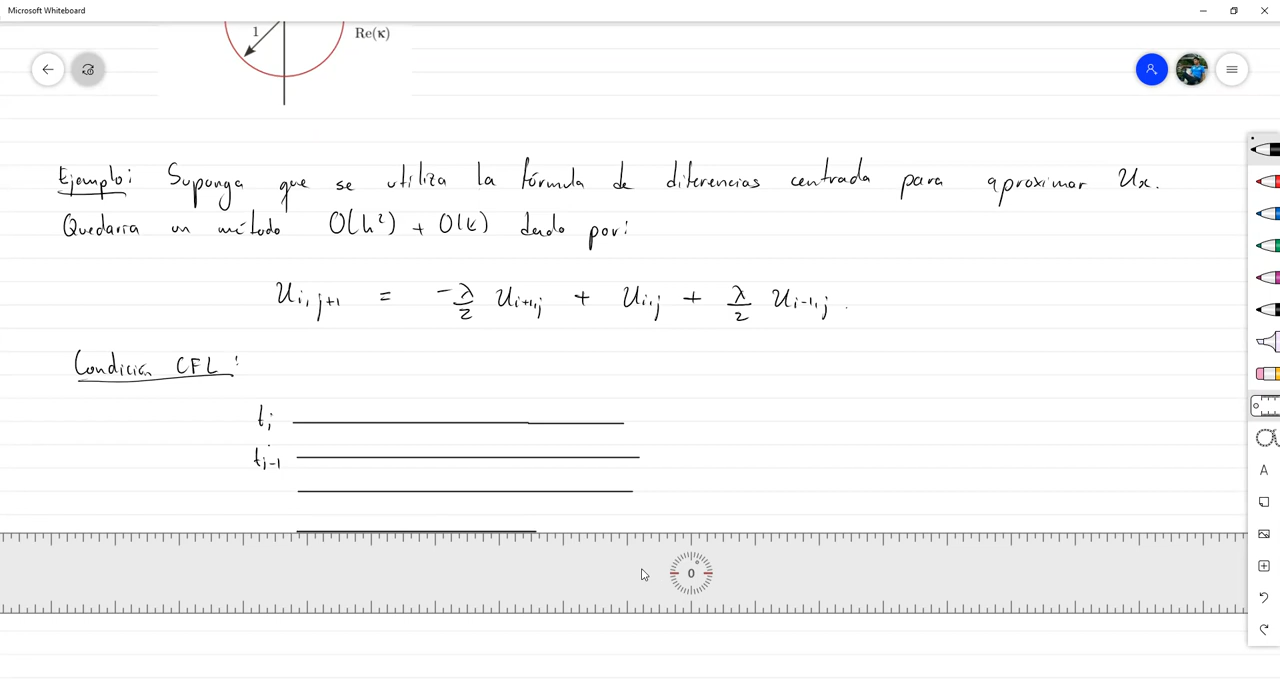 Microsoft Whiteboard
1
Re(κ)
Ejemplo: Suponga que se utiliza la fórmula de diferencias centrada para aproximar Ux.
Quedaría un método O(h²) + O(k) dado por:
Ui,j+1 = -λ/2 Ui+1,j + Ui,j + λ/2 Ui-1,j.
Condición CFL:
tj
tj-1
0
A